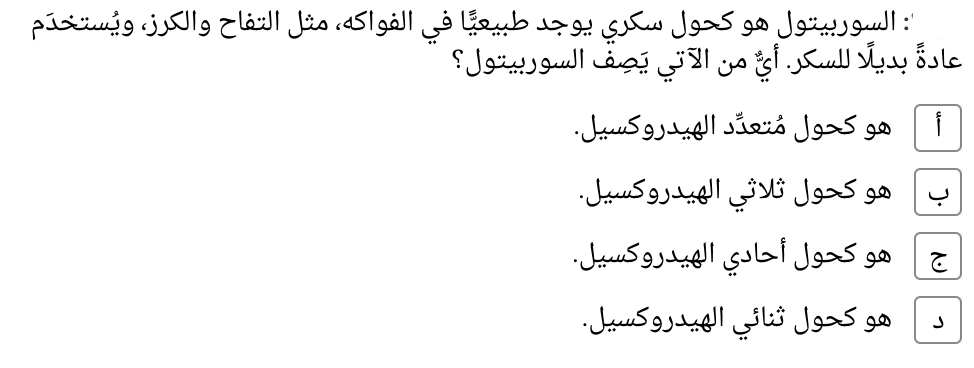 : السوربيتول هو كحول سكري يوجد طبيعيًّا في الفواكه، مثل التفاح والكرز، ويُستخدَم
عادةً بديلًا للسكر. أيٌّ من الآتي يَصِف السوربيتول؟
أ هو كحول مُتعدِّد الهيدروكسيل.
ب هو كحول ثلاثي الهيدروكسيل.
ج هو كحول أحادي الهيدروكسيل.
د هو كحول ثنائي الهيدروكسيل.